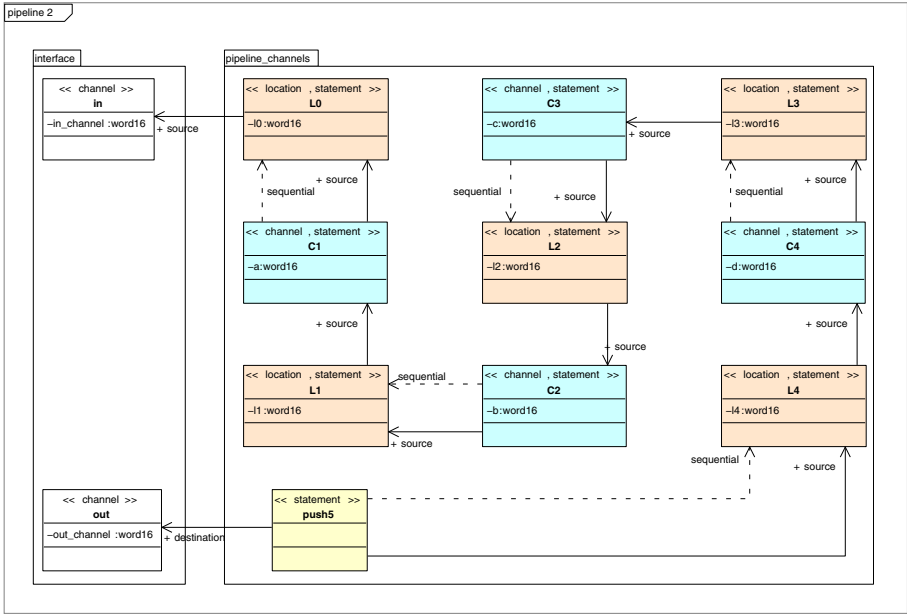 pipeline 2
interface
pipeline_channels
<< channel >>
in
−in_channel :word16
+ source
<< location , statement >>
L0
−l0:word16
<< channel , statement >>
C3
−c:word16
+ source
<< location , statement >>
L3
−l3:word16
sequential
+ source
sequential
+ source
sequential
+ source
<< channel , statement >>
C1
−a:word16
<< location , statement >>
L2
−l2:word16
<< channel , statement >>
C4
−d:word16
+ source
+ source
+ source
<< location , statement >>
L1
−l1:word16
sequential
+ source
<< channel , statement >>
C2
−b:word16
<< location , statement >>
L4
−l4:word16
sequential
+ source
<< channel >>
out
−out_channel :word16
+ destination
<< statement >>
push5